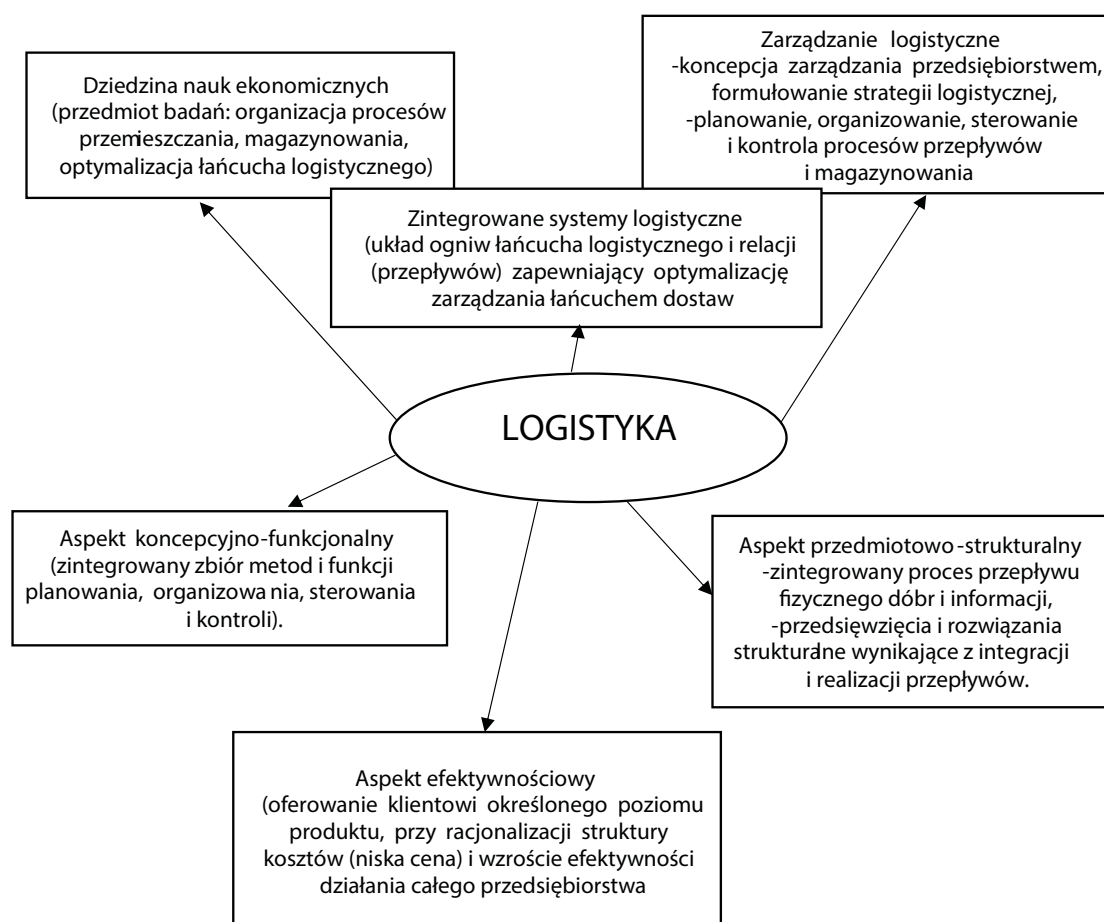 Dziedzina nauk ekonomicznych
(przedmiot badań: organizacja procesów
przemieszczania, magazynowania,
optymalizacja łańcucha logistycznego)
Zarządzanie logistyczne
-koncepcja zarządzania przedsiębiorstwem,
formułowanie strategii logistycznej,
-planowanie, organizowanie, sterowanie
i kontrola procesów przepływów
i magazynowania
Zintegrowane systemy logistyczne
(układ ogniw łańcucha logistycznego i relacji
(przepływów) zapewniający optymalizację
zarządzania łańcuchem dostaw
LOGISTYKA
Aspekt koncepcyjno-funkcjonalny
(zintegrowany zbiór metod i funkcji
planowania, organizowa nia, sterowania
i kontroli).
Aspekt przedmiotowo-strukturalny
-zintegrowany proces przepływu
fizycznego dóbr i informacji,
-przedsięwzięcia i rozwiązania
strukturalne wynikające z integracji
i realizacji przepływów.
Aspekt efektywnościowy
(oferowanie klientowi określonego poziomu
produktu, przy racjonalizacji struktury
kosztów (niska cena) i wzroście efektywności
działania całego przedsiębiorstwa